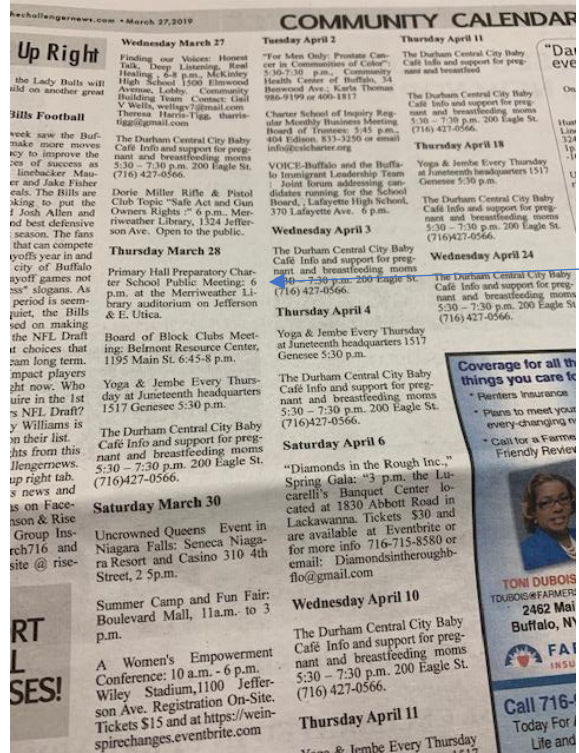 hechallengernews.com • March 27, 2019
COMMUNITY CALENDAR
Up Right
the Lady Bulls will
ild on another great
Bills Football
week saw the Buf-
make more moves
cy to improve the
es of success as
linebacker Mau-
er and Jake Fisher
eals. The Bills are
king to put the
d Josh Allen and
nd best defensive
season. The fans
that can compete
yoffs year in and
city of Buffalo
ayoff games not
ess" slogans. As
period is seem-
quiet, the Bills
sed on making
the NFL Draft
t choices that
eam long term.
impact players
ght now. Who
uire in the 1st
s NFL Draft?
y Williams is
on their list.
hts from this
llengernews.
up right tab.
s news and
as on Face-
nson & Rise
Group Ins-
rch716 and
site @ rise-
RT
L
SES!
Wednesday March 27
Finding our Voices: Honest
Talk, Deep Listening, Real
Healing , 6-8 p.m., McKinley
High School 1500 Elmwood
Avenue, Lobby. Community
Building Team Contact: Gail
V Wells, wellsgv7@mail.com
Theresa Harris-Tigg, tharris-
tigg@gmail.com
The Durham Central City Baby
Café Info and support for preg-
nant and breastfeeding moms
5:30 – 7:30 p.m. 200 Eagle St.
(716) 427-0566.
Dorie Miller Rifle & Pistol
Club Topic "Safe Act and Gun
Owners Rights :" 6 p.m., Mer-
riweather Library, 1324 Jeffer-
son Ave. Open to the public.
Thursday March 28
Primary Hall Preparatory Char-
ter School Public Meeting: 6
p.m. at the Merriweather Li-
brary auditorium on Jefferson
& E. Utica.
Board of Block Clubs Meet-
ing: Belmont Resource Center,
1195 Main St. 6:45-8 p.m.
Yoga & Jembe Every Thurs-
day at Juneteenth headquarters
1517 Genesee 5:30 p.m.
The Durham Central City Baby
Café Info and support for preg-
nant and breastfeeding moms
5:30 – 7:30 p.m. 200 Eagle St.
(716)427-0566.
Saturday March 30
Uncrowned Queens Event in
Niagara Falls: Seneca Niaga-
ra Resort and Casino 310 4th
Street, 2 5p.m.
Summer Camp and Fun Fair:
Boulevard Mall, 11a.m. to 3
p.m.
A Women's Empowerment
Conference: 10 a.m. - 6 p.m.
Wiley Stadium,1100 Jeffer-
son Ave. Registration On-Site.
Tickets $15 and at https://wein-
spirechanges.eventbrite.com
Tuesday April 2
"For Men Only: Prostate Can-
cer in Communities of Color":
5:30-7:30 p.m., Community
Health Center of Buffalo, 34
Benwood Ave.; Karla Thomas
986-9199 or 400-1817
Charter School of Inquiry Reg-
ular Monthly Business Meeting
Board of Trustees: 5:45 p.m.,
404 Edison. 833-3250 or email
info@csicharter.org
VOICE-Buffalo and the Buffa-
lo Immigrant Leadership Team
: Joint forum addressing can-
didates running for the School
Board, , Lafayette High School,
370 Lafayette Ave. 6 p.m.
Wednesday April 3
The Durham Central City Baby
Café Info and support for preg-
nant and breastfeeding moms
5:30 – 7:30 p.m. 200 Eagle St.
(716) 427-0566.
Thursday April 4
Yoga & Jembe Every Thursday
at Juneteenth headquarters 1517
Genesee 5:30 p.m.
The Durham Central City Baby
Café Info and support for preg-
nant and breastfeeding moms
5:30 – 7:30 p.m. 200 Eagle St.
(716)427-0566.
Saturday April 6
"Diamonds in the Rough Inc.,"
Spring Gala: "3 p.m. the Lu-
carelli's Banquet Center lo-
cated at 1830 Abbott Road in
Lackawanna. Tickets $30 and
are available at Eventbrite or
for more info 716-715-8580 or
email: Diamondsintheroughb-
flo@gmail.com
Wednesday April 10
The Durham Central City Baby
Café Info and support for preg-
nant and breastfeeding moms
5:30 – 7:30 p.m. 200 Eagle St.
(716) 427-0566.
Thursday April 11
Yoga & Jembe Every Thursday
Thursday April 11
The Durham Central City Baby
Café Info and support for preg-
nant and breastfeed
The Durham Central City Baby
Café Info and support for preg-
nant and breastfeeding moms
5:30 – 7:30 p.m. 200 Eagle St.
(716) 427-0566.
Thursday April 18
Yoga & Jembe Every Thursday
at Juneteenth headquarters 1517
Genesee 5:30 p.m.
The Durham Central City Baby
Café Info and support for preg-
nant and breastfeeding moms
5:30 – 7:30 p.m. 200 Eagle St.
(716)427-0566.
Wednesday April 24
The Durham Central City Baby
Café Info and support for preg-
nant and breastfeeding moms
5:30 – 7:30 p.m. 200 Eagle St.
(716) 427-0566.
"Dan
eve
Coverage for all th
things you care fo
* Renters Insurance
* Plans to meet your
every-changing n
* Call for a Farme
Friendly Review
TONI DUBOIS
TDUBOIS@FARMERS
2462 Mai
Buffalo, NY
FA
INSU
Call 716-
Today For A
Life and